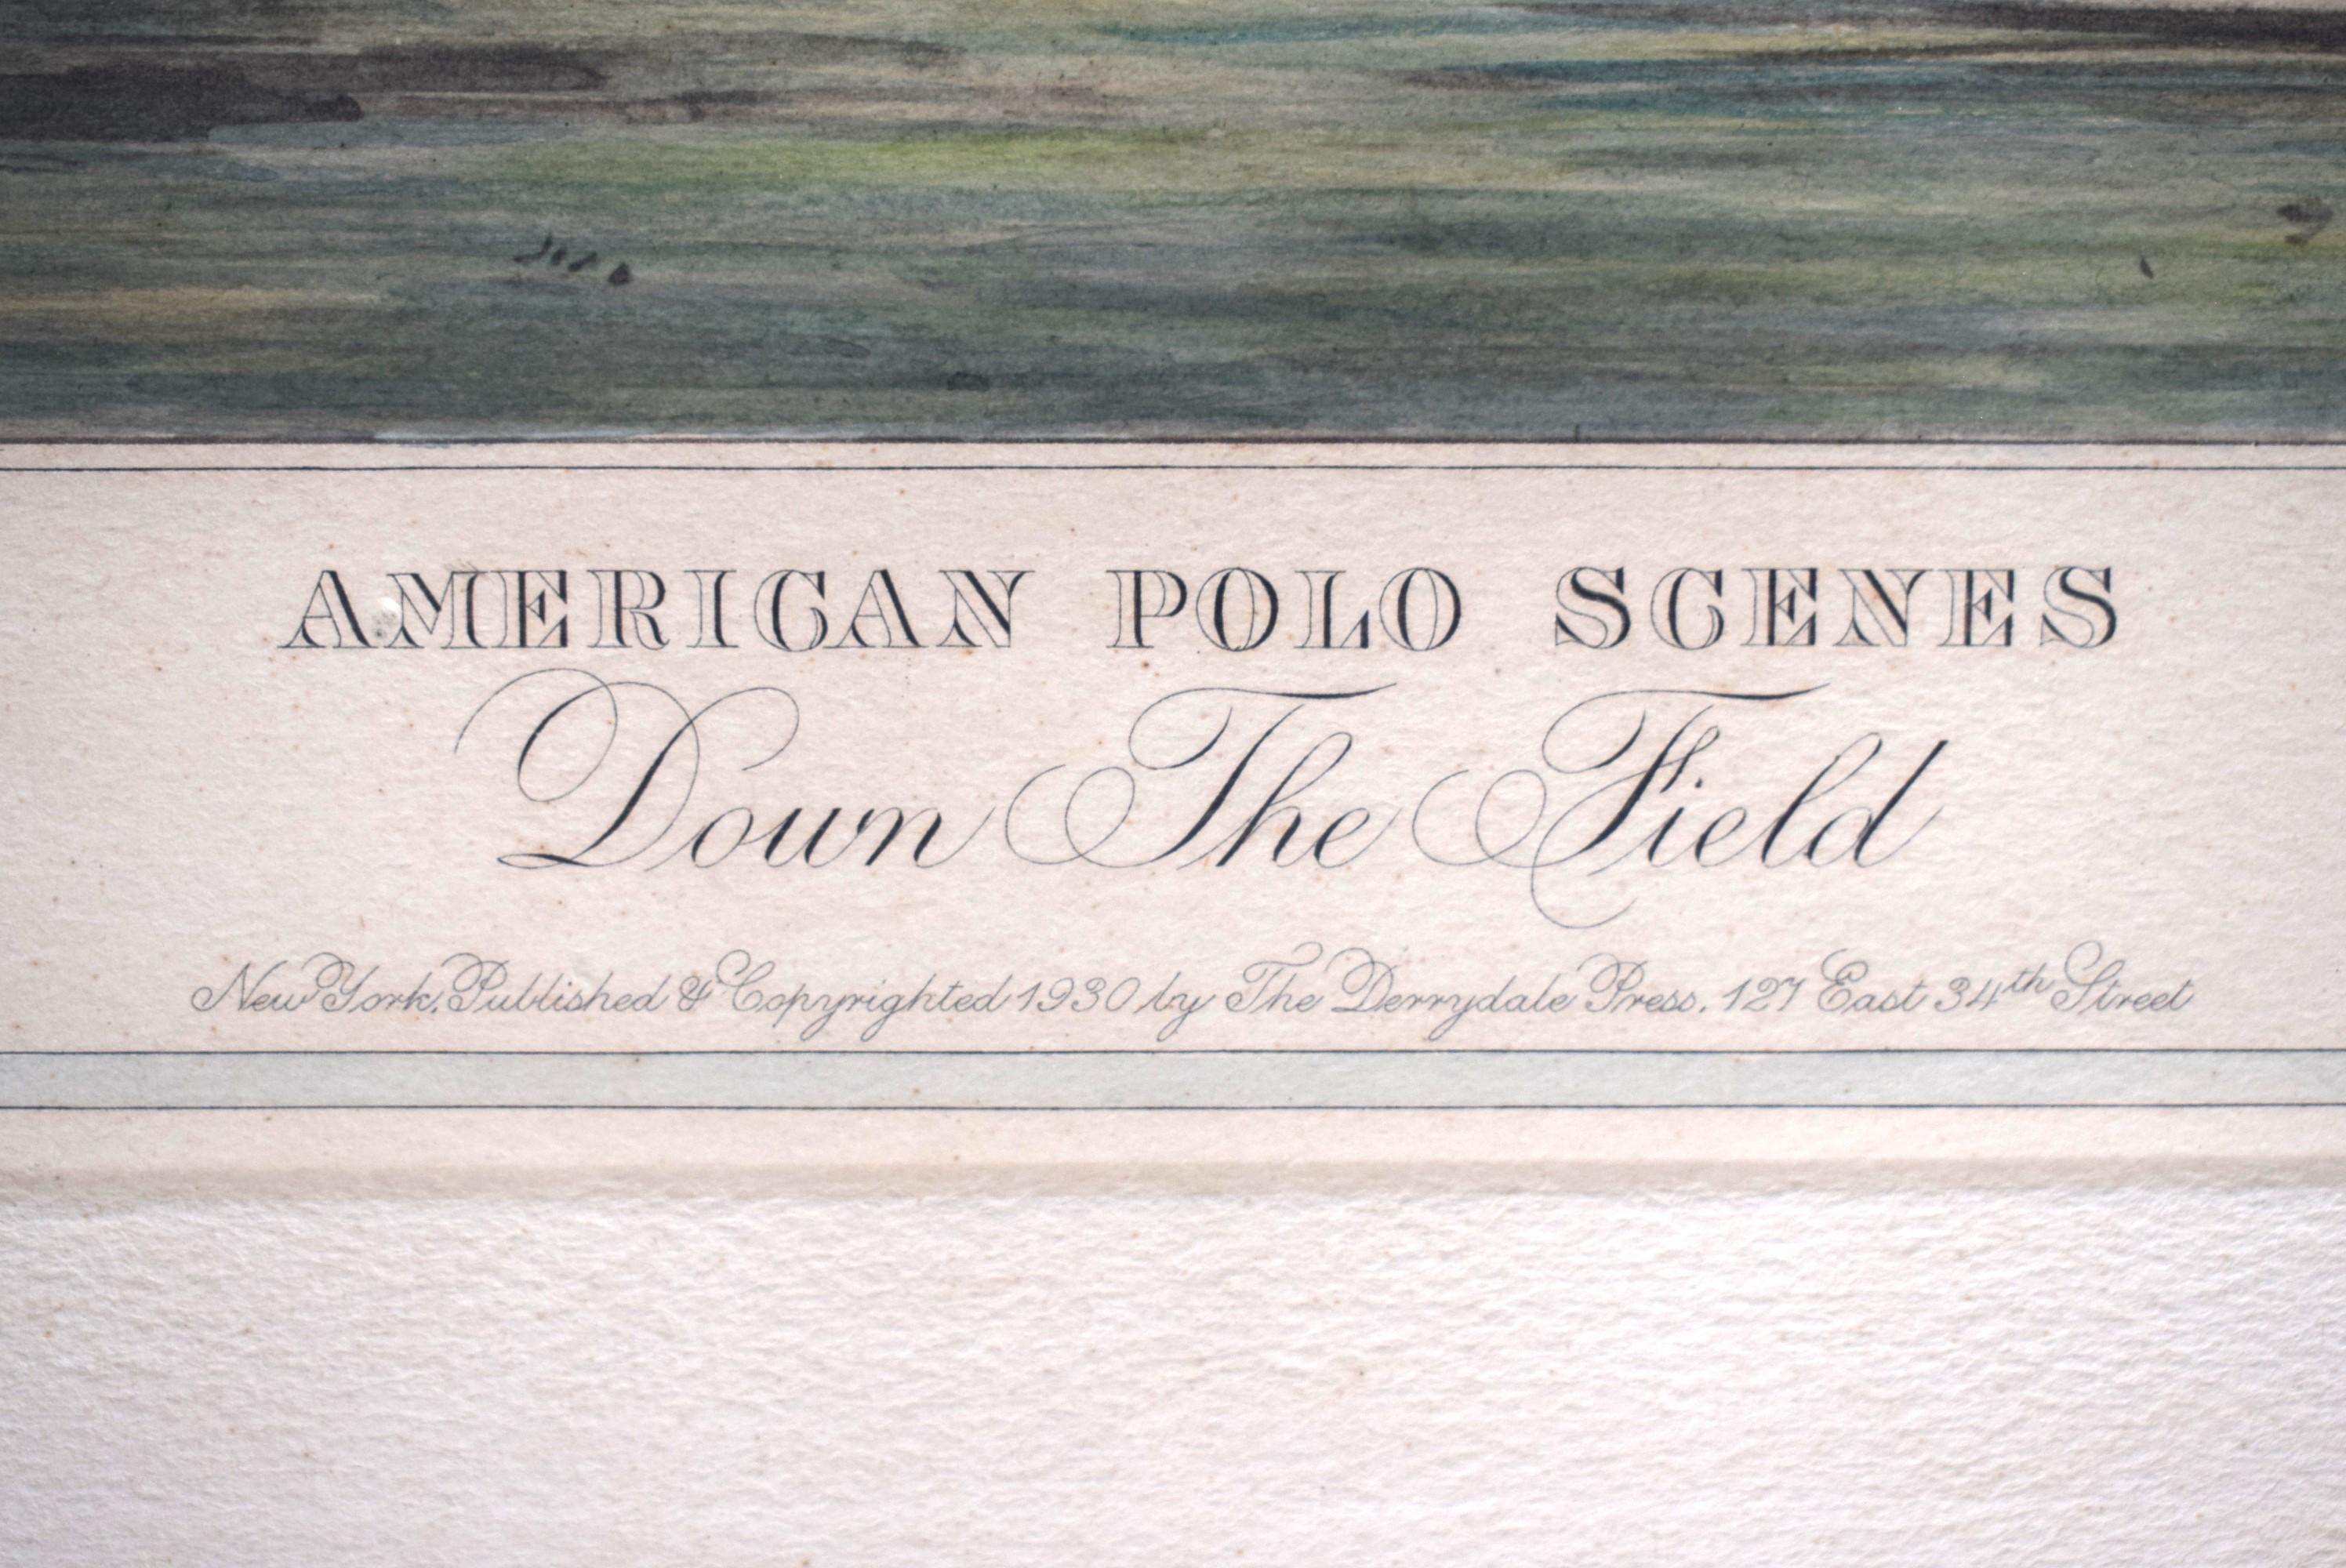 AMERICAN POLO SCENES
Down The Field
New York, Published & Copyrighted 1930 by The Derrydale Press. 127 East 34th Street